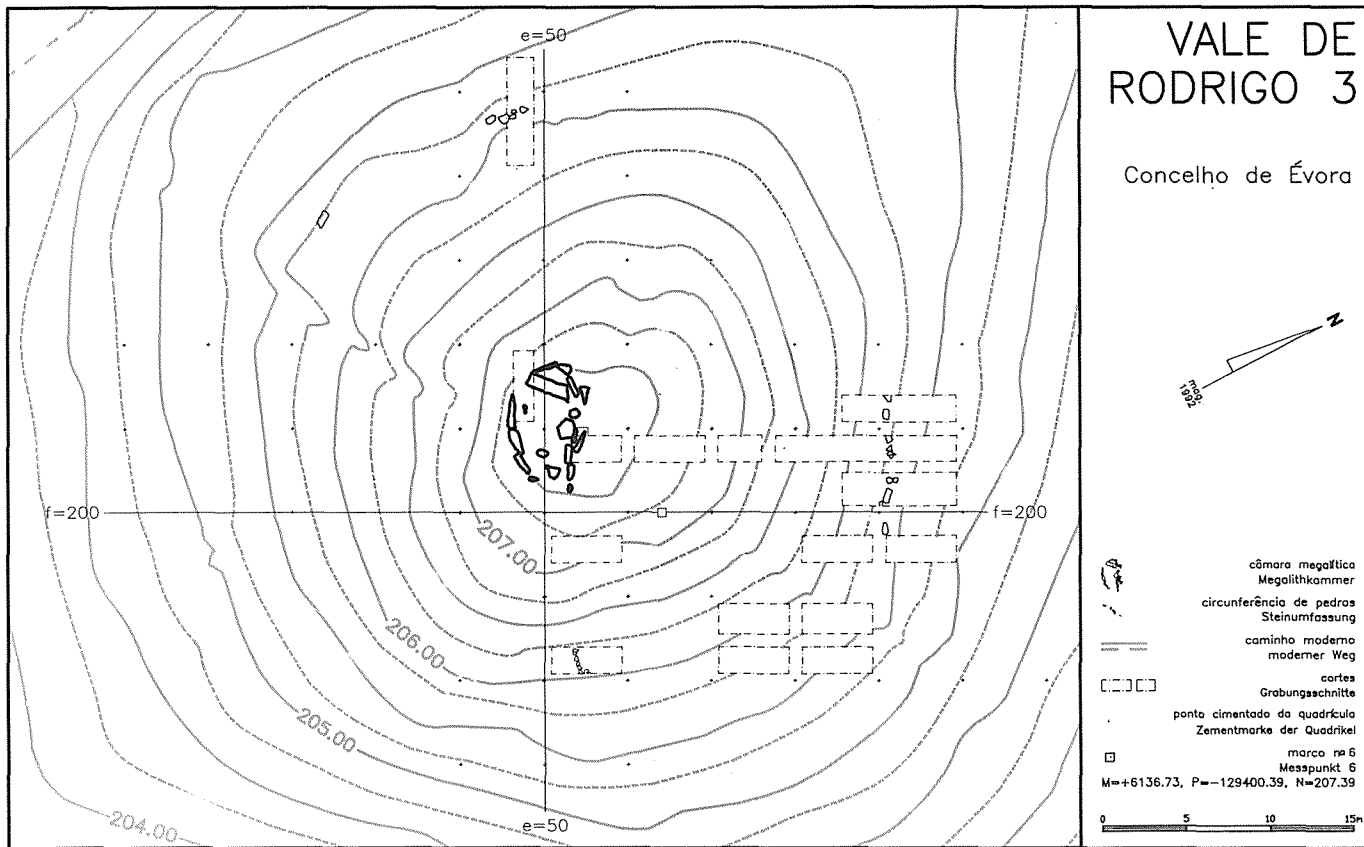 VALE DE
RODRIGO 3
Concelho de Évora
e=50
f=200
f=200
207.00
206.00
205.00
204.00
e=50
N
mag.
1992
câmara megalítica
Megalithkammer
circunferência de pedras
Steinumfassung
caminho moderno
moderner Weg
cortes
Grabungsschnitte
ponto cimentado da quadrícula
Zementmarke der Quadrikel
marco nº 6
Messpunkt 6
M=+6136.73, P=-129400.39, N=207.39
0 5 10 15m